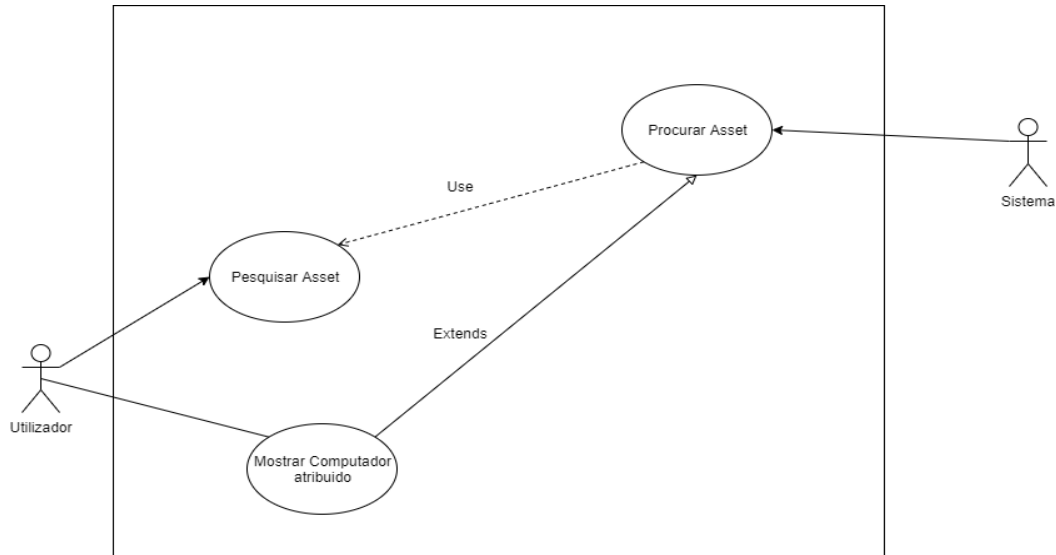 Procurar Asset
Use
Sistema
Pesquisar Asset
Extends
Utilizador
Mostrar Computador
atribuido